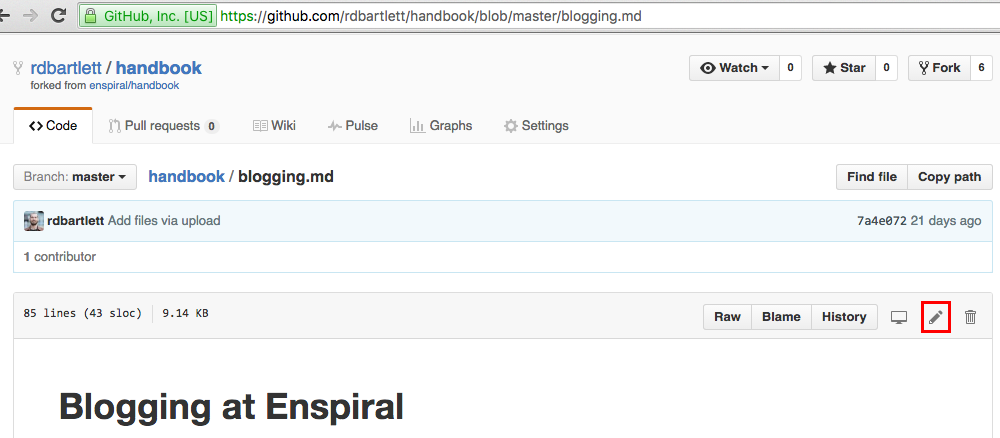 GitHub, Inc. [US] https://github.com/rdbartlett/handbook/blob/master/blogging.md
rdbartlett / handbook
forked from enspiral/handbook
Watch 0 Star 0 Fork 6
Code Pull requests 0 Wiki Pulse Graphs Settings
Branch: master handbook / blogging.md Find file Copy path
rdbartlett Add files via upload 7a4e072 21 days ago
1 contributor
85 lines (43 sloc) 9.14 KB Raw Blame History
Blogging at Enspiral